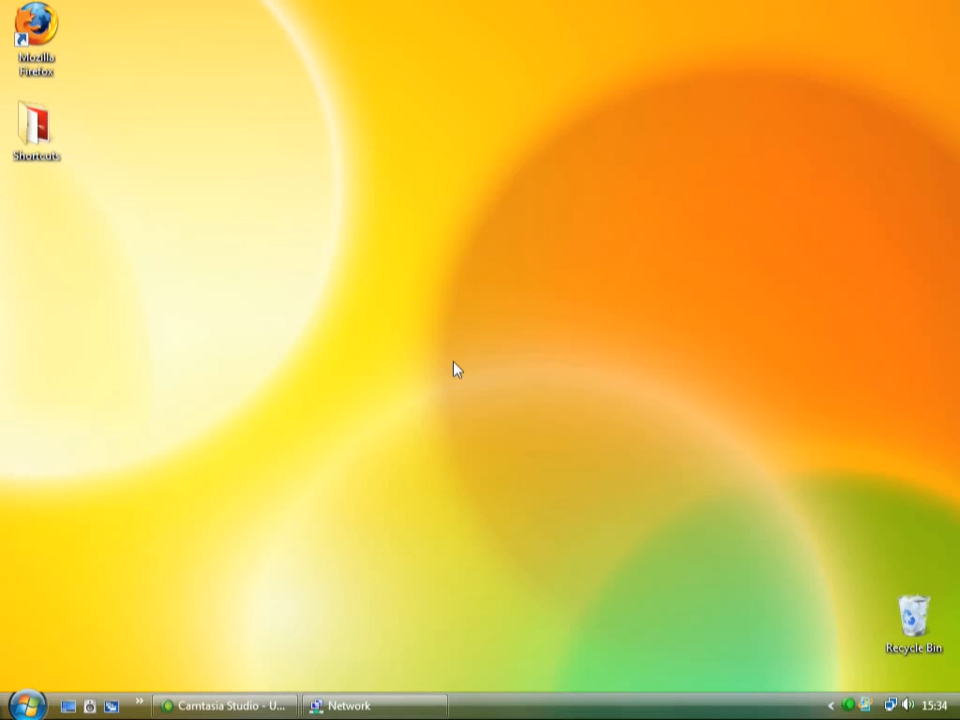 Mozilla
Firefox
Shortcuts
Recycle Bin
Camtasia Studio - U...
Network
15:34